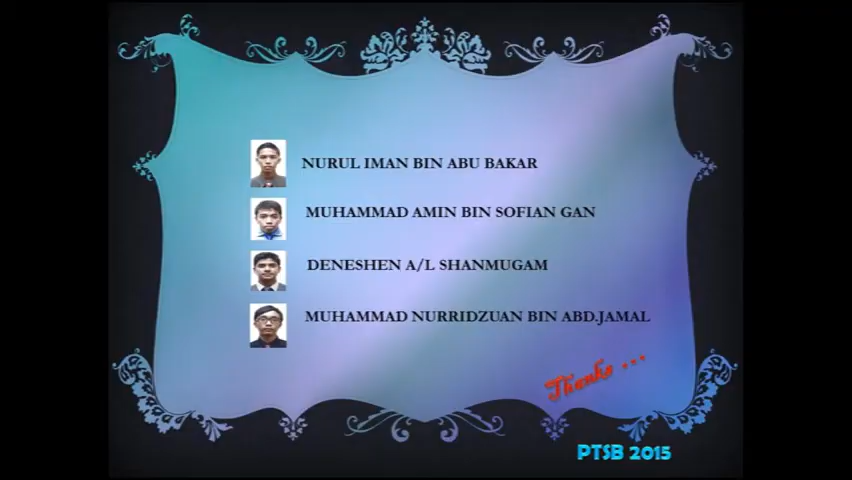 NURUL IMAN BIN ABU BAKAR
MUHAMMAD AMIN BIN SOFIAN GAN
DENESHEN A/L SHANMUGAM
MUHAMMAD NURRIDZUAN BIN ABD.JAMAL
Thanks ...
PTSB 2015